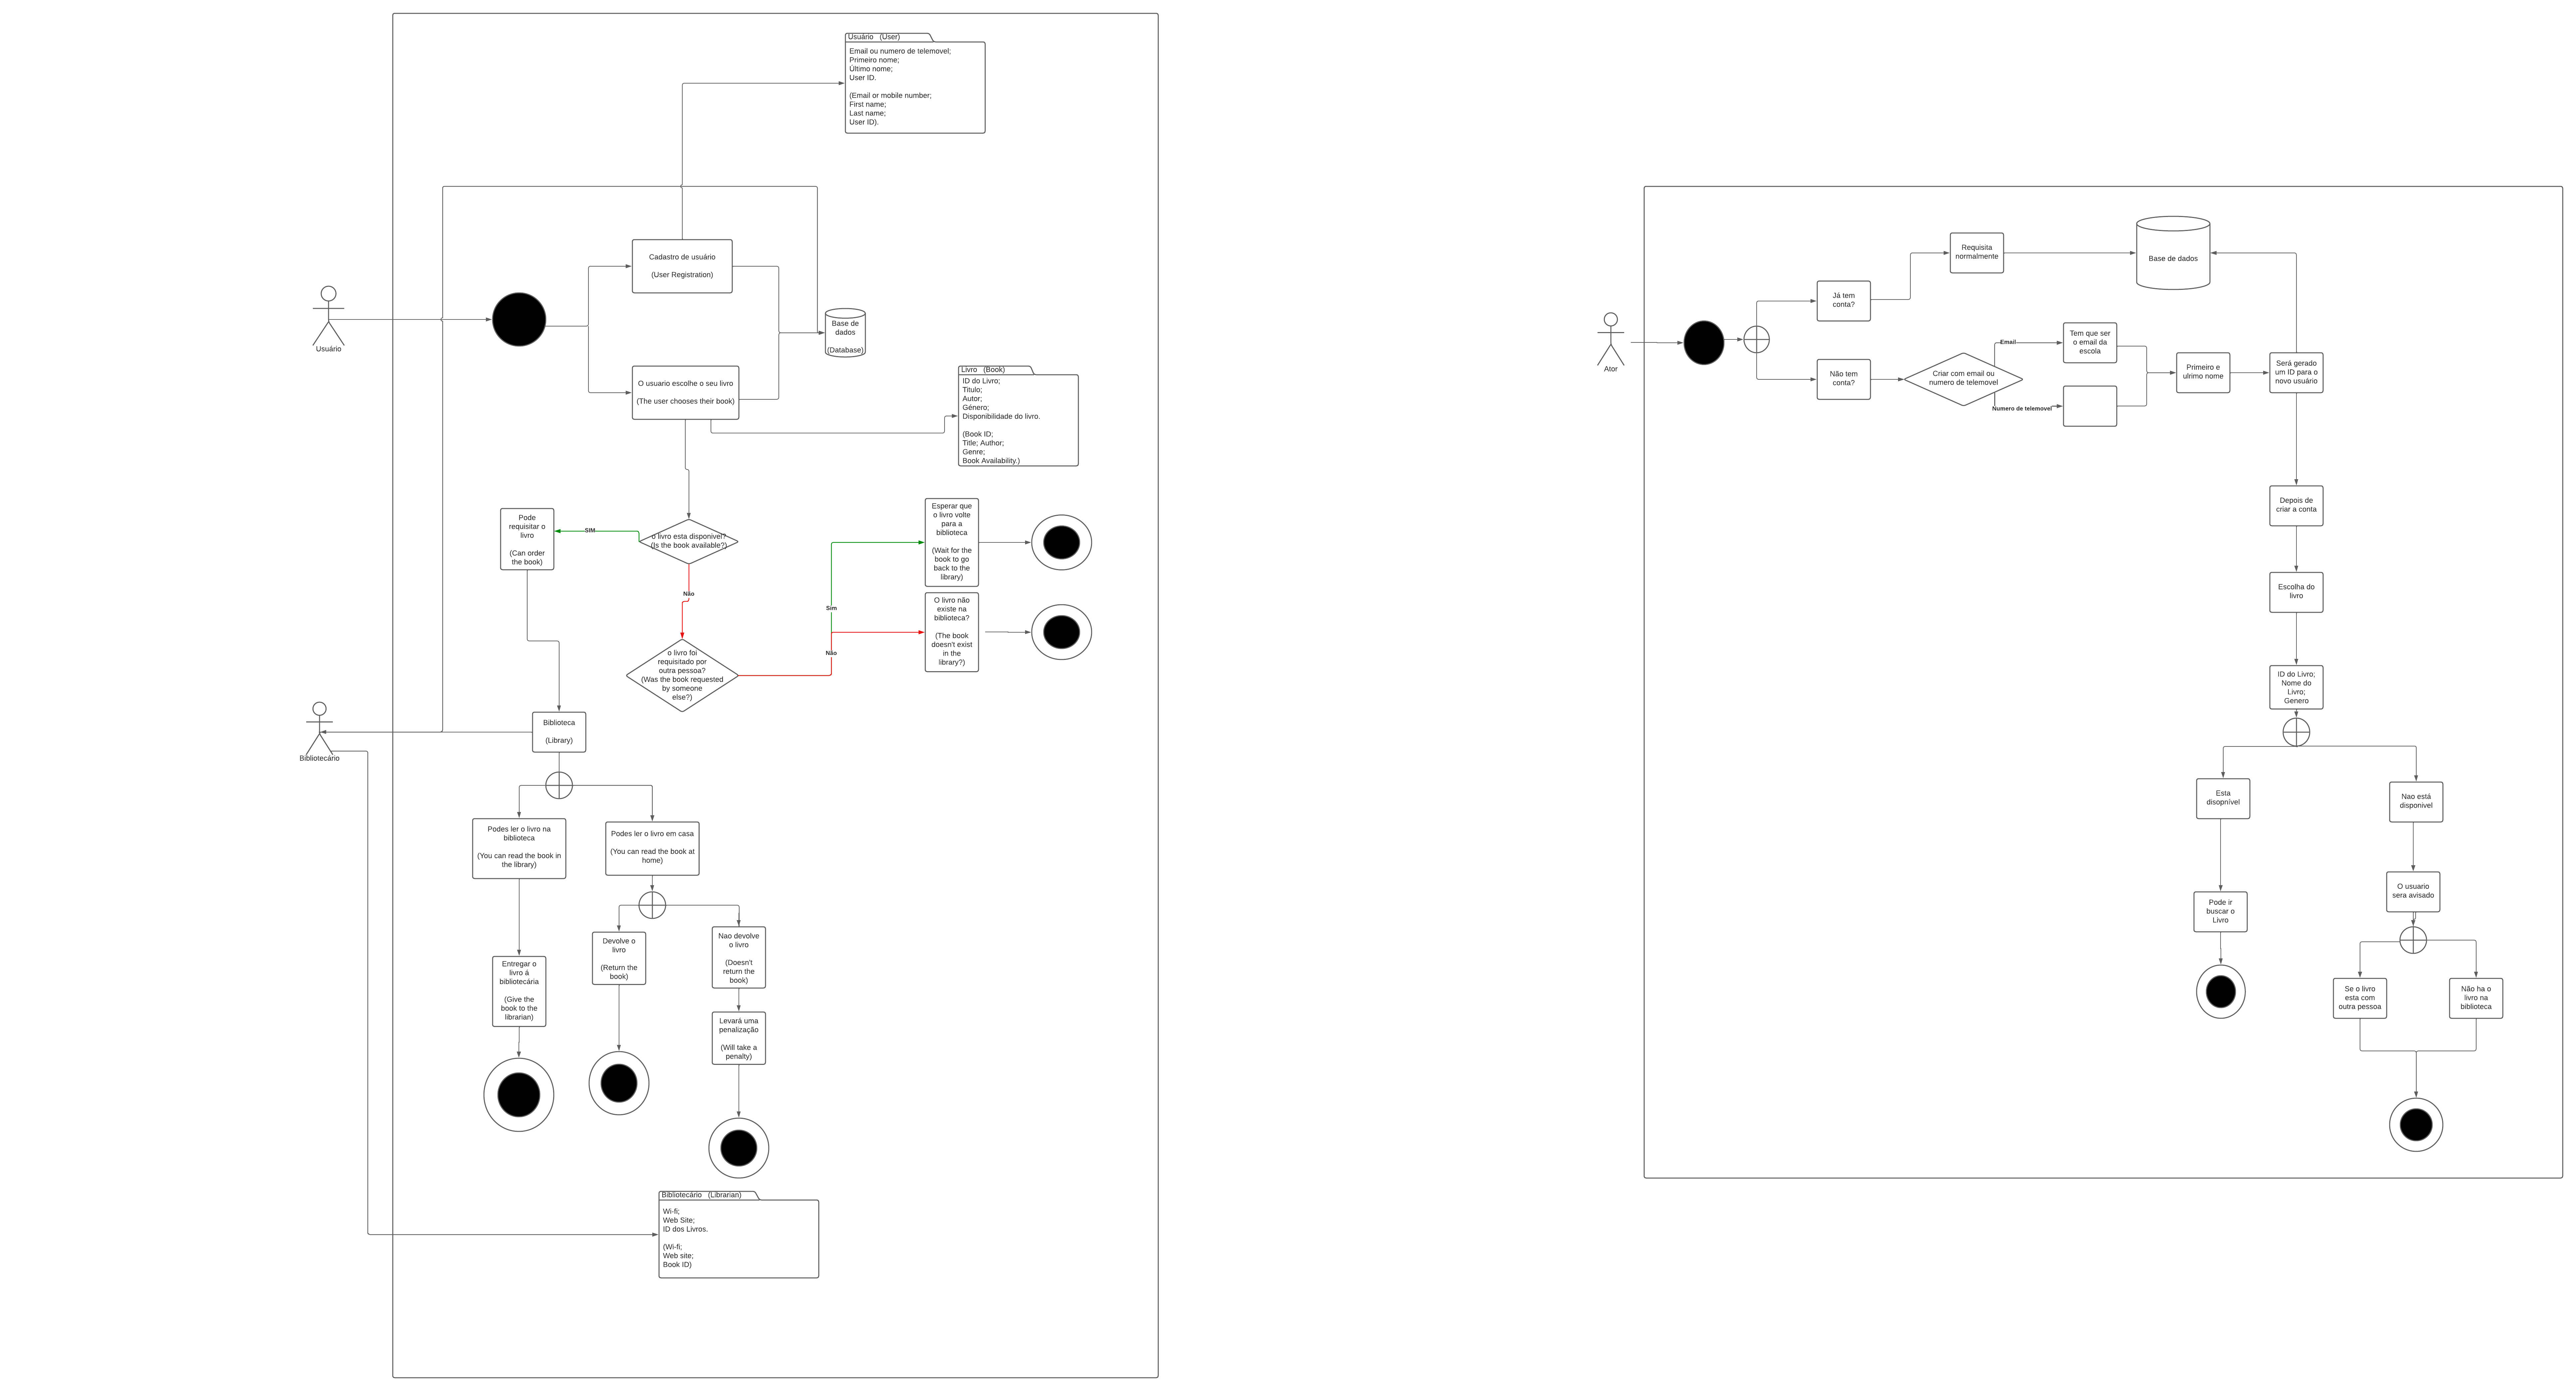 Usuário   (User)
Email ou numero de telemovel;
Primeiro nome;
Último nome;
User ID.
(Email or mobile number;
First name;
Last name;
User ID).
Cadastro de usuário
(User Registration)
Usuário
Base de
dados
(Database)
O usuario escolhe o seu livro
(The user chooses their book)
Livro   (Book)
ID do Livro;
Titulo;
Autor;
Género;
Disponibilidade do livro.
(Book ID;
Title; Author;
Genre;
Book Availability.)
Pode
requisitar o
livro
(Can order
the book)
SIM
o livro esta disponivel?
(Is the book available?)
Não
Esperar que
o livro volte
para a
biblioteca
(Wait for the
book to go
back to the
library)
Sim
O livro não
existe na
biblioteca?
(The book
doesn't exist
in the
library?)
Não
o livro foi
requisitado por
outra pessoa?
(Was the book requested
by someone
else?)
Biblioteca
(Library)
Bibliotecário
Podes ler o livro na
biblioteca
(You can read the book in
the library)
Podes ler o livro em casa
(You can read the book at
home)
Entregar o
livro á
bibliotecária
(Give the
book to the
librarian)
Devolve o
livro
(Return the
book)
Nao devolve
o livro
(Doesn't
return the
book)
Levará uma
penalização
(Will take a
penalty)
Bibliotecário   (Librarian)
Wi-fi;
Web Site;
ID dos Livros.
(Wi-fi;
Web site;
Book ID)
Ator
Já tem
conta?
Requisita
normalmente
Base de dados
Não tem
conta?
Criar com email ou
numero de telemovel
Email
Numero de telemovel
Tem que ser
o email da
escola
Primeiro e
ulrimo nome
Será gerado
um ID para o
novo usuário
Depois de
criar a conta
Escolha do
livro
ID do Livro;
Nome do
Livro;
Genero
Esta
disopnível
Nao está
disponivel
Pode ir
buscar o
Livro
O usuario
sera avisado
Se o livro
esta com
outra pessoa
Não ha o
livro na
biblioteca